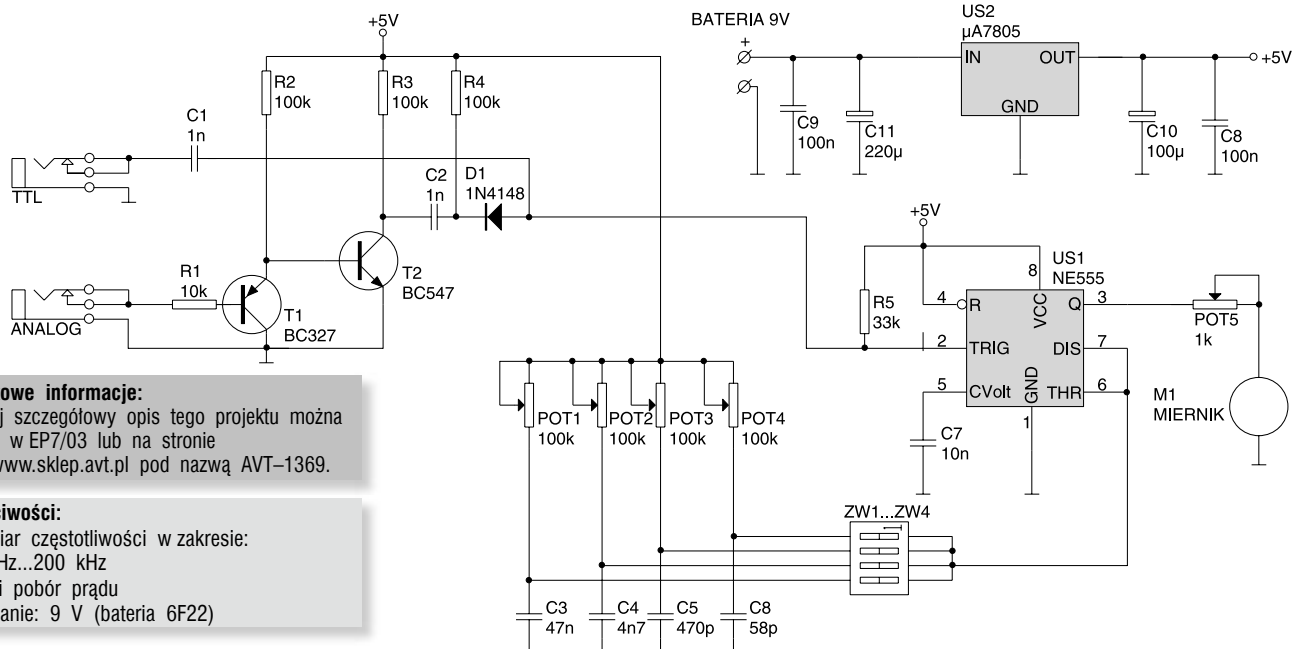 +5V
R2
100k
R3
100k
R4
100k
C1
1n
TTL
C2
1n
D1
1N4148
R1
10k
ANALOG
T1
BC327
T2
BC547
BATERIA 9V
+
US2
µA7805
IN
OUT
GND
+5V
C9
100n
C11
220µ
C10
100µ
C8
100n
+5V
US1
NE555
R5
33k
8
4
R
VCC
Q
3
2
TRIG
DIS
7
5
CVolt
GND
THR
6
1
POT5
1k
M1
MIERNIK
C7
10n
POT1
100k
POT2
100k
POT3
100k
POT4
100k
ZW1...ZW4
C3
47n
C4
4n7
C5
470p
C8
58p
owe informacje:
j szczegółowy opis tego projektu można
w EP7/03 lub na stronie
www.sklep.avt.pl pod nazwą AVT–1369.
iwości:
iar częstotliwości w zakresie:
Hz...200 kHz
i pobór prądu
anie: 9 V (bateria 6F22)